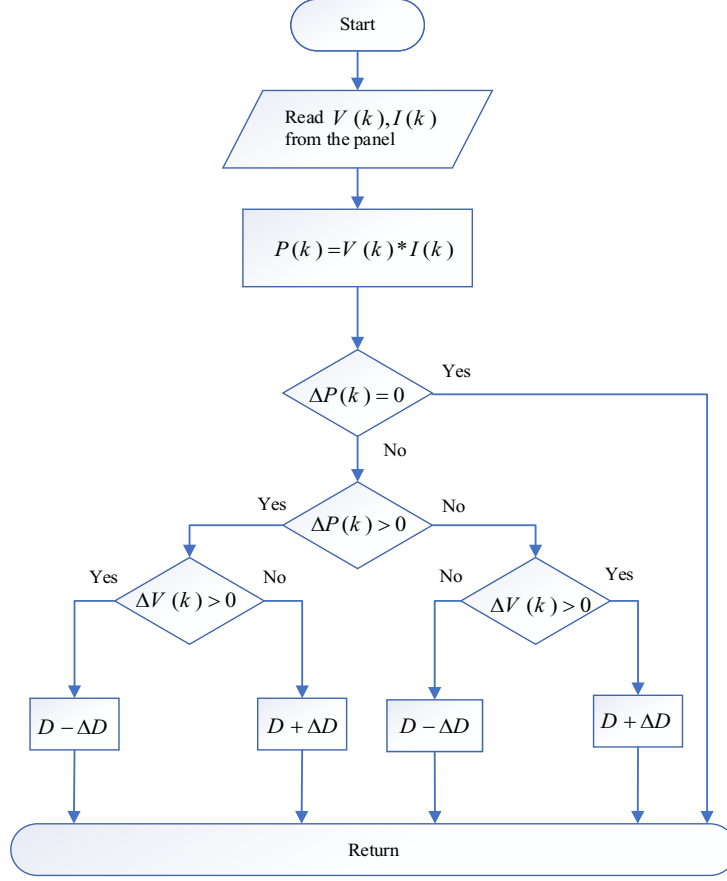 Start
Read V(k), I(k)
from the panel
P(k)=V(k)*I(k)
Yes
ΔP(k)=0
No
Yes
ΔP(k)>0
No
Yes
ΔV(k)>0
No
No
ΔV(k)>0
Yes
D−ΔD
D+ΔD
D−ΔD
D+ΔD
Return